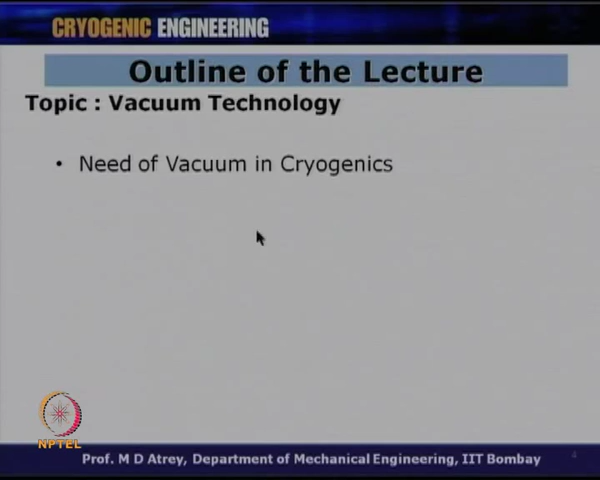 CRYOGENIC ENGINEERING
Outline of the Lecture
Topic : Vacuum Technology
• Need of Vacuum in Cryogenics
NPTEL
Prof. M D Atrey, Department of Mechanical Engineering, IIT Bombay
4